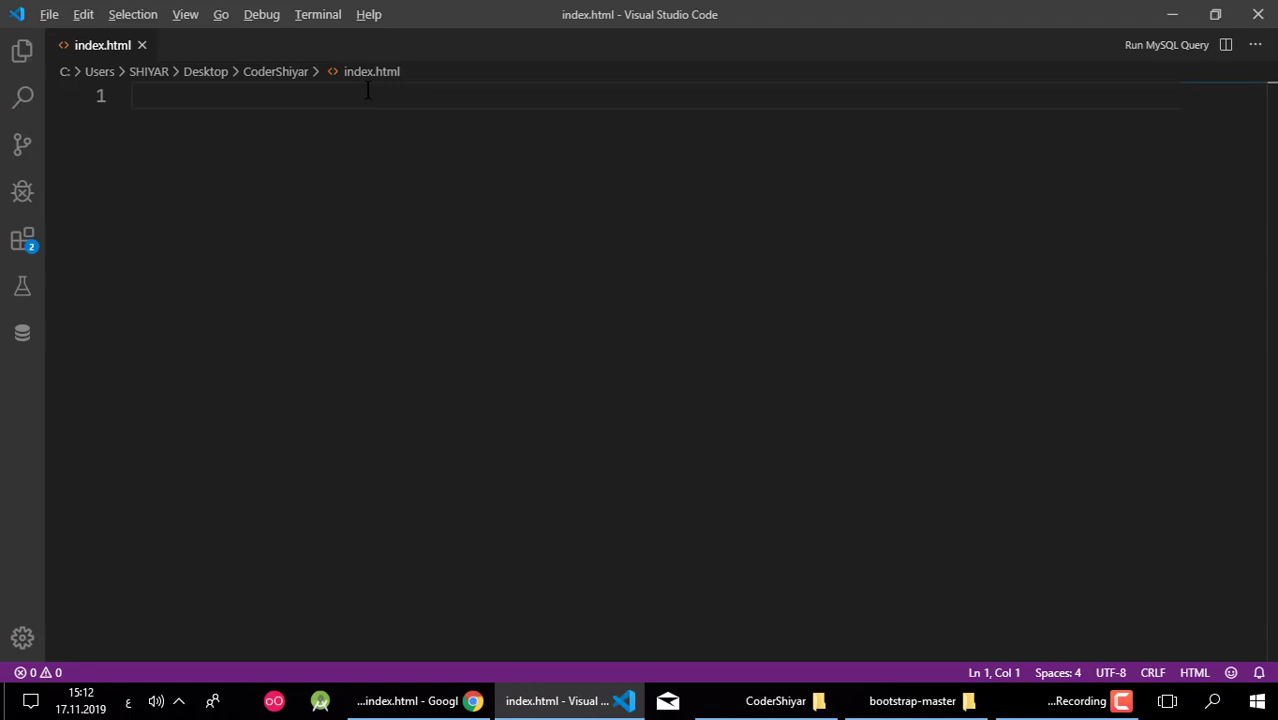 File Edit Selection View Go Debug Terminal Help index.html - Visual Studio Code
index.html Run MySQL Query
C: Users SHIYAR Desktop CoderShiyar index.html
1
2
0 0 Ln 1, Col 1 Spaces: 4 UTF-8 CRLF HTML
15:12
17.11.2019
ع
...index.html - Googl
index.html - Visual ...
CoderShiyar
bootstrap-master
...Recording